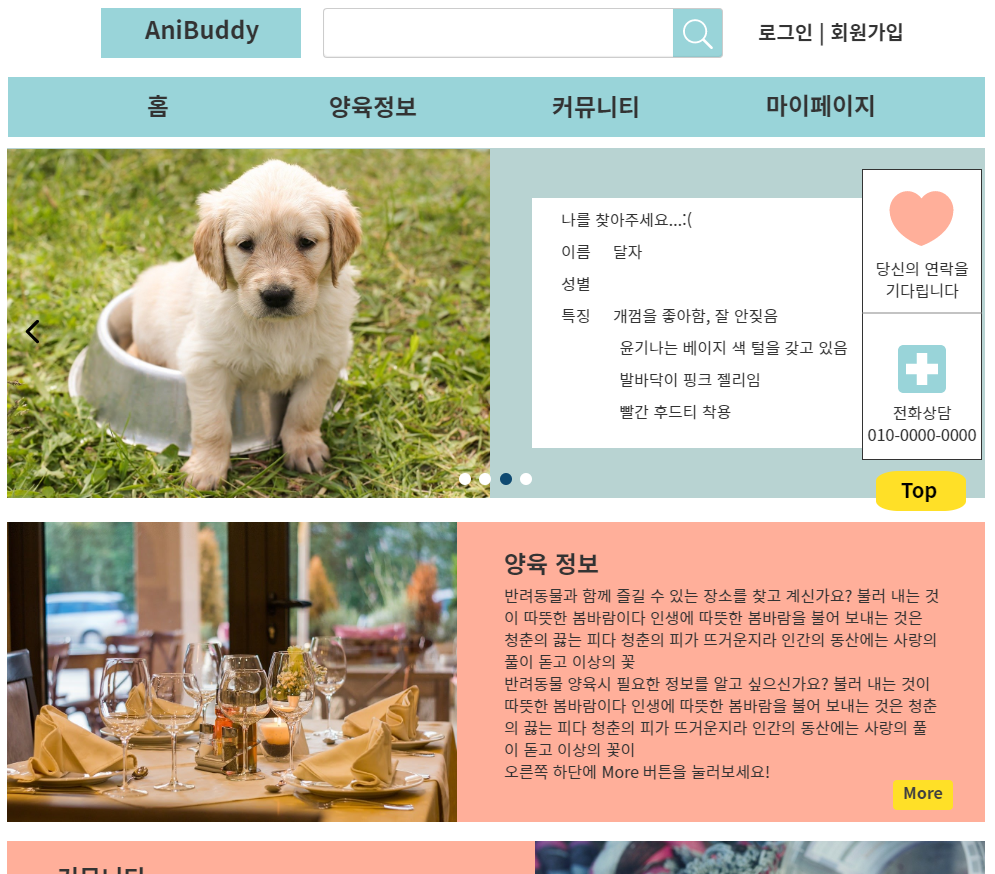 AniBuddy
로그인 | 회원가입
홈 양육정보 커뮤니티 마이페이지
나를 찾아주세요...:(
이름 달자
성별
특징 개껌을 좋아함, 잘 안짖음
윤기나는 베이지 색 털을 갖고 있음
발바닥이 핑크 젤리임
빨간 후드티 착용
당신의 연락을
기다립니다
전화상담
010-0000-0000
Top
양육 정보
반려동물과 함께 즐길 수 있는 장소를 찾고 계신가요? 불러 내는 것
이 따뜻한 봄바람이다 인생에 따뜻한 봄바람을 불어 보내는 것은
청춘의 끓는 피다 청춘의 피가 뜨거운지라 인간의 동산에는 사랑의
풀이 돋고 이상의 꽃
반려동물 양육시 필요한 정보를 알고 싶으신가요? 불러 내는 것이
따뜻한 봄바람이다 인생에 따뜻한 봄바람을 불어 보내는 것은 청춘
의 끓는 피다 청춘의 피가 뜨거운지라 인간의 동산에는 사랑의 풀
이 돋고 이상의 꽃이
오른쪽 하단에 More 버튼을 눌러보세요!
More